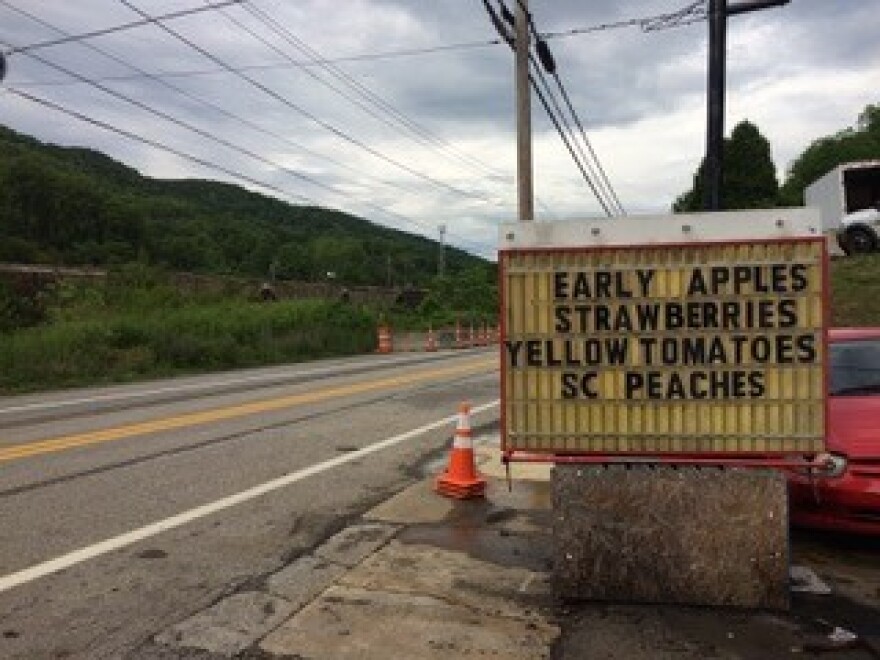 EARLY APPLES
STRAWBERRIES
YELLOW TOMATOES
SC PEACHES